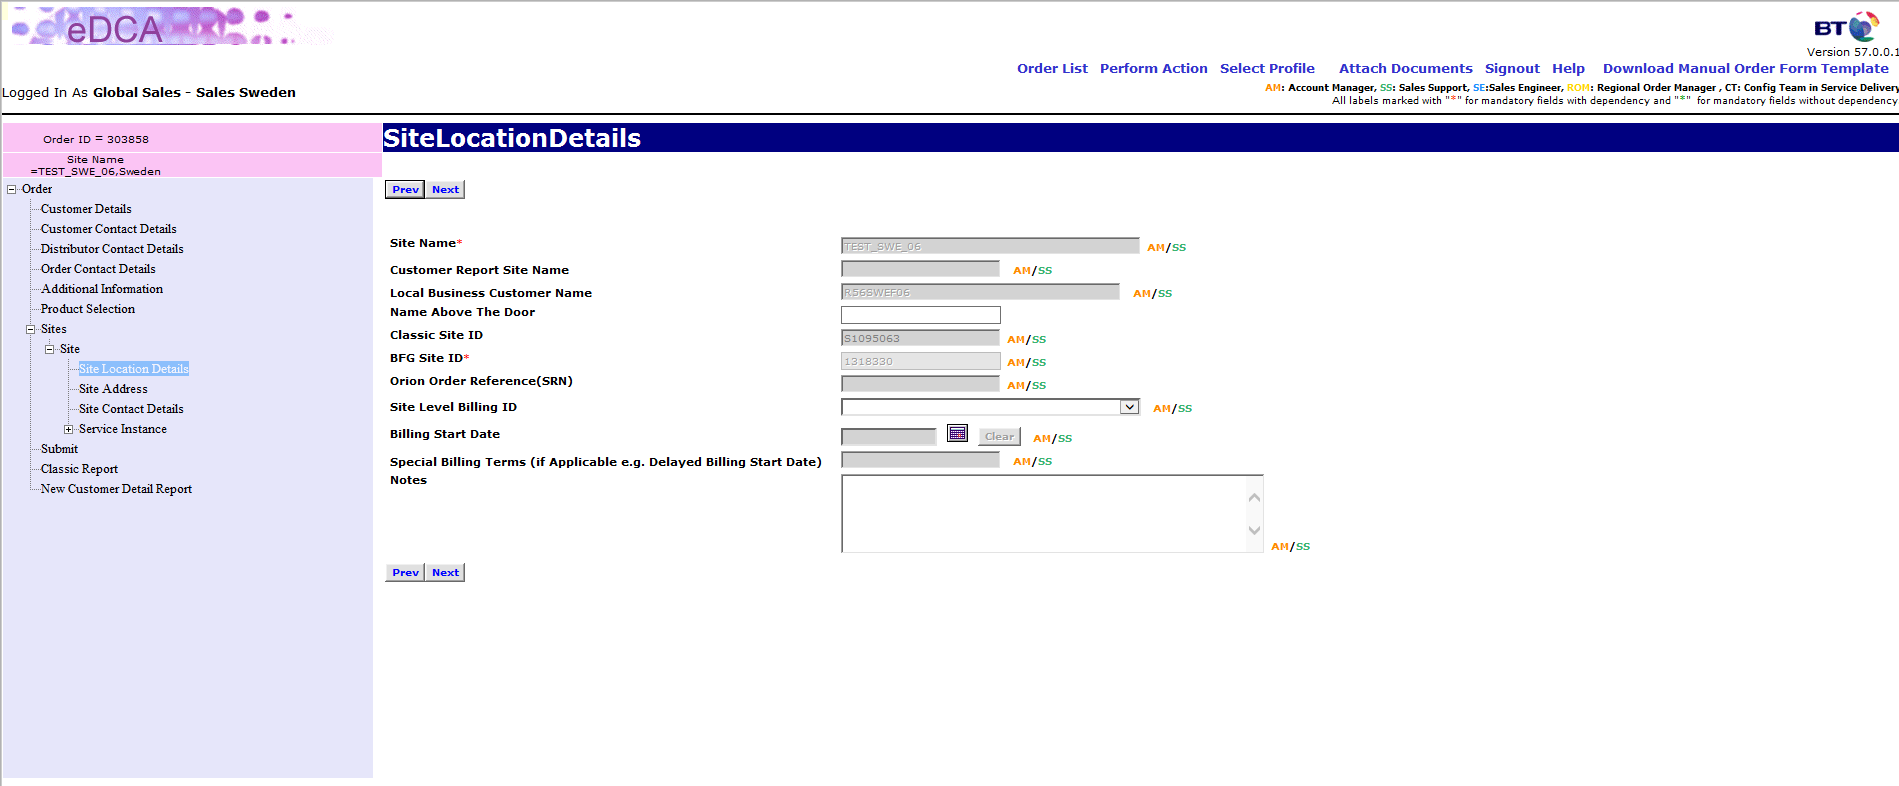 eDCA
BT
Version 57.0.0.1
Order List Perform Action Select Profile Attach Documents Signout Help Download Manual Order Form Template
Logged In As Global Sales - Sales Sweden
AM: Account Manager, SS: Sales Support, SE:Sales Engineer, ROM: Regional Order Manager , CT: Config Team in Service Delivery
All labels marked with "*" for mandatory fields with dependency and "*" for mandatory fields without dependency
Order ID = 303858
Site Name
=TEST_SWE_06,Sweden
Order
Customer Details
Customer Contact Details
Distributor Contact Details
Order Contact Details
Additional Information
Product Selection
Sites
Site
Site Location Details
Site Address
Site Contact Details
Service Instance
Submit
Classic Report
New Customer Detail Report
SiteLocationDetails
Prev Next
Site Name* TEST_SWE_06 AM/SS
Customer Report Site Name AM/SS
Local Business Customer Name R56SWEF06 AM/SS
Name Above The Door
Classic Site ID S1095063 AM/SS
BFG Site ID* 1318330 AM/SS
Orion Order Reference(SRN) AM/SS
Site Level Billing ID AM/SS
Billing Start Date Clear AM/SS
Special Billing Terms (if Applicable e.g. Delayed Billing Start Date) AM/SS
Notes AM/SS
Prev Next